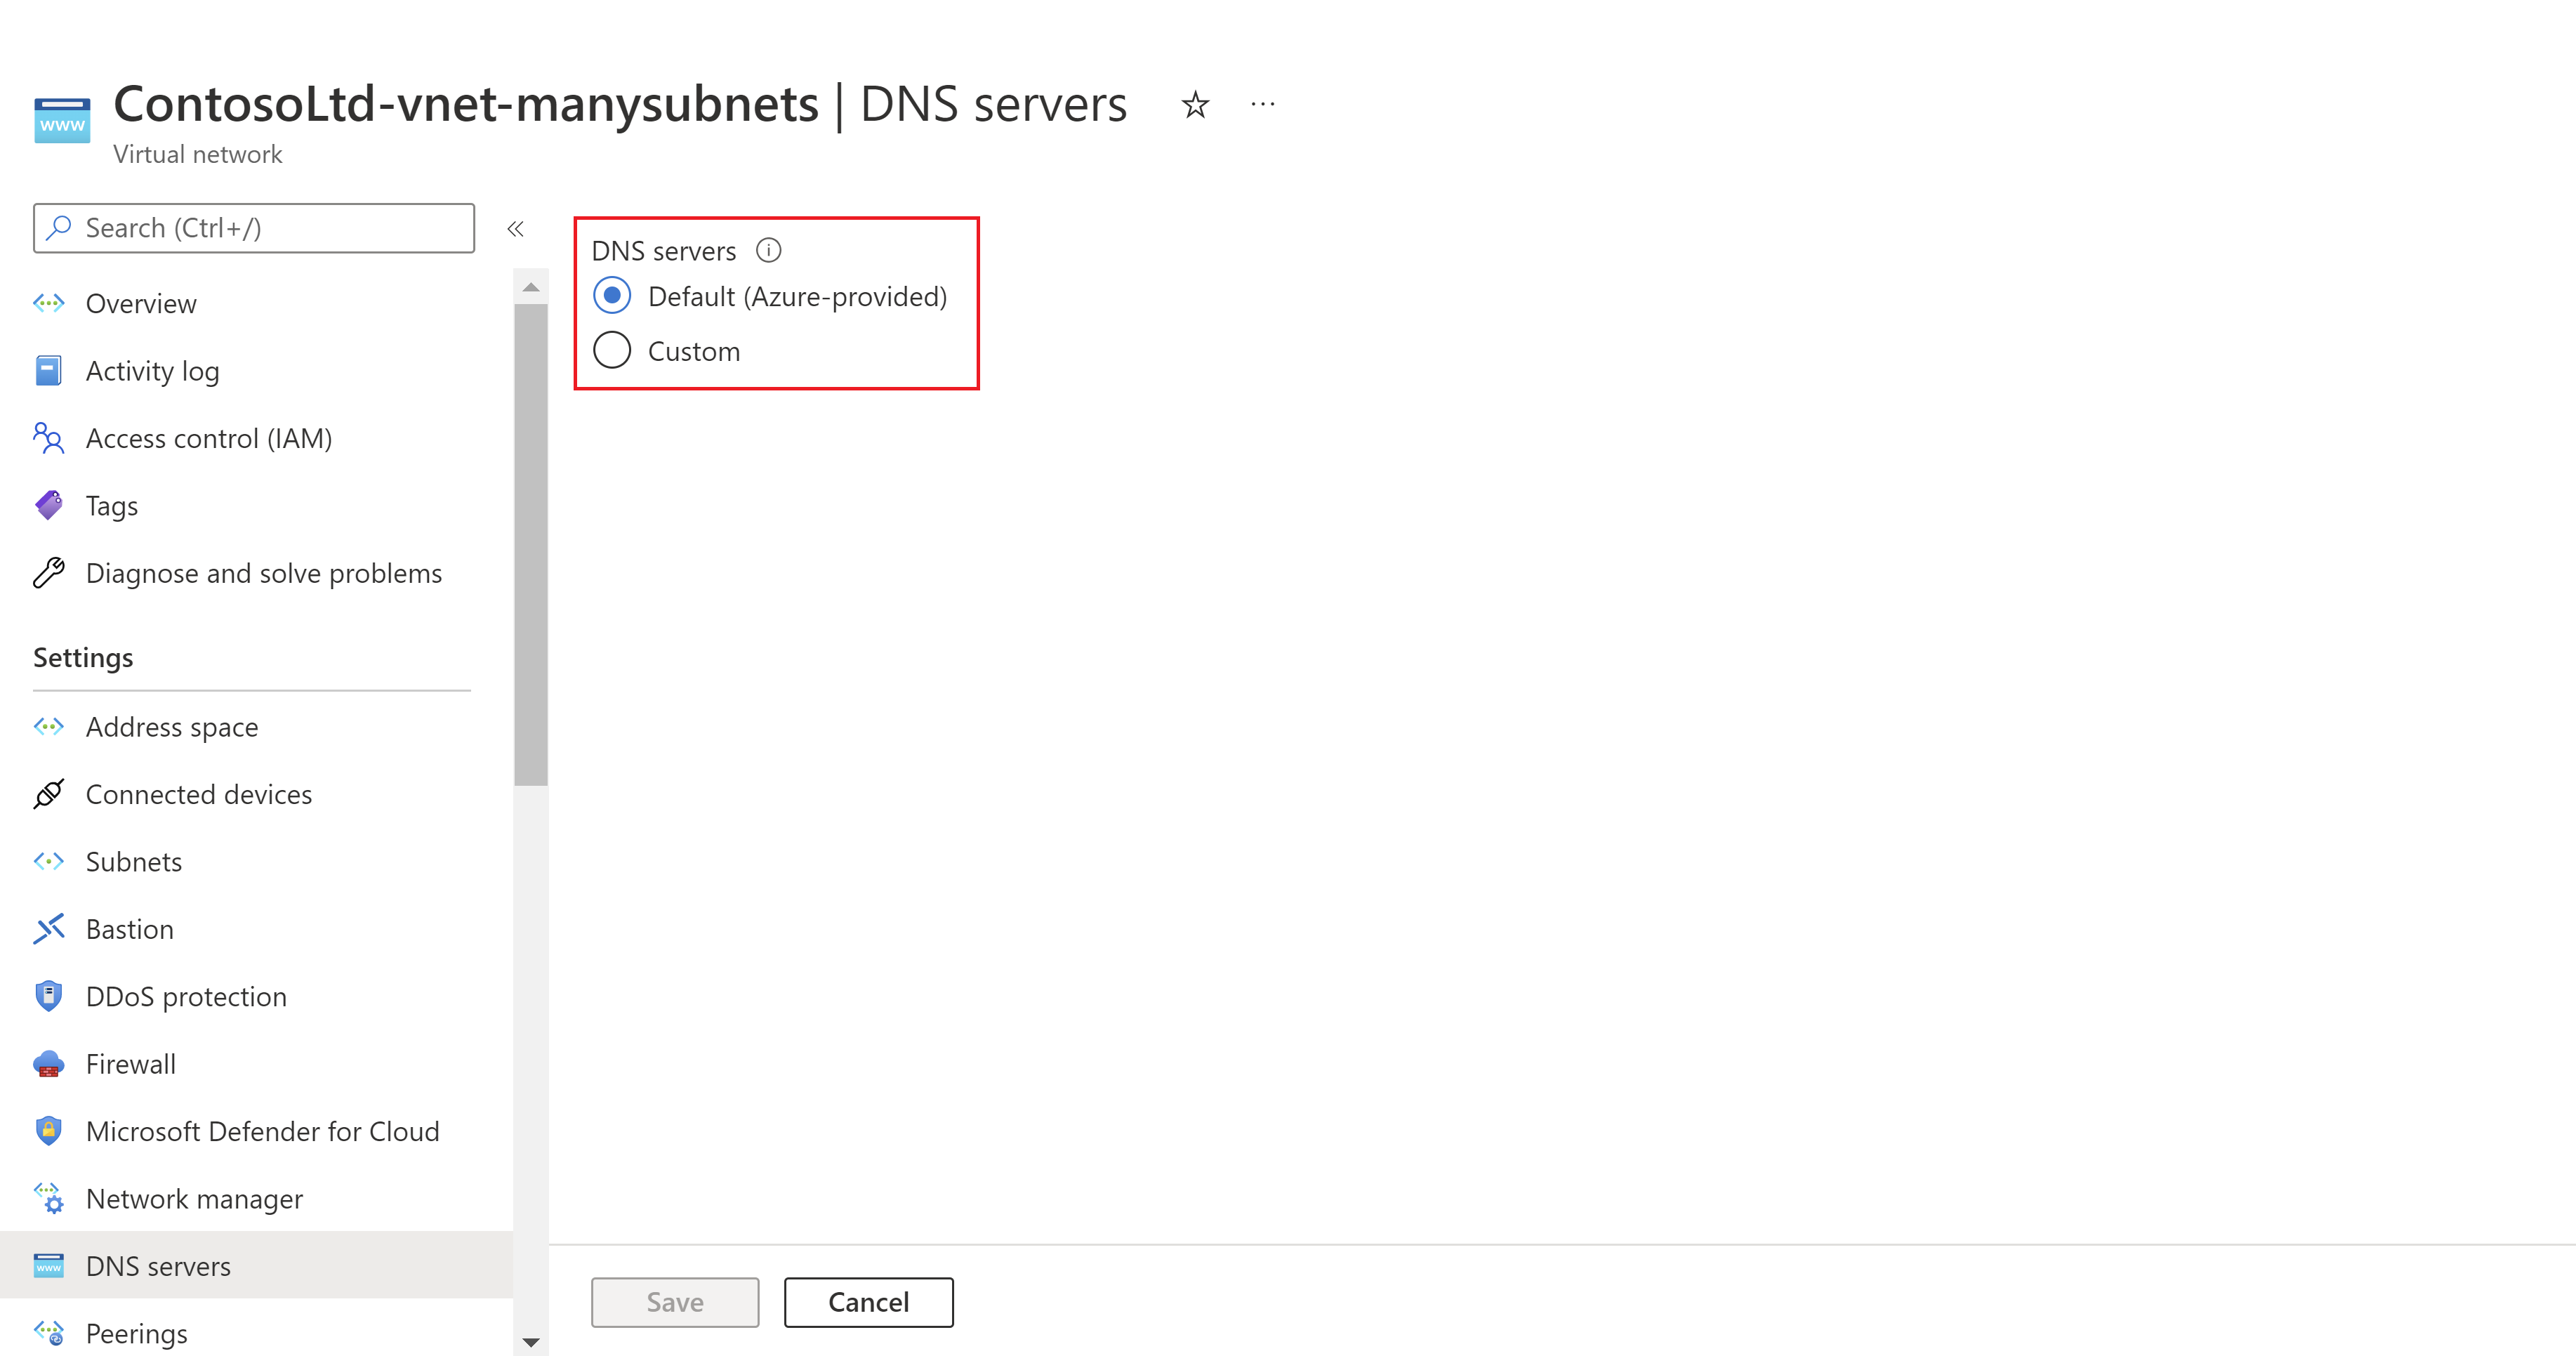 ContosoLtd-vnet-manysubnets | DNS servers
www
Virtual network
Search (Ctrl+/)
Overview
Activity log
Access control (IAM)
Tags
Diagnose and solve problems
Settings
Address space
Connected devices
Subnets
Bastion
DDoS protection
Firewall
Microsoft Defender for Cloud
Network manager
www
DNS servers
Peerings
DNS servers
Default (Azure-provided)
Custom
Save
Cancel